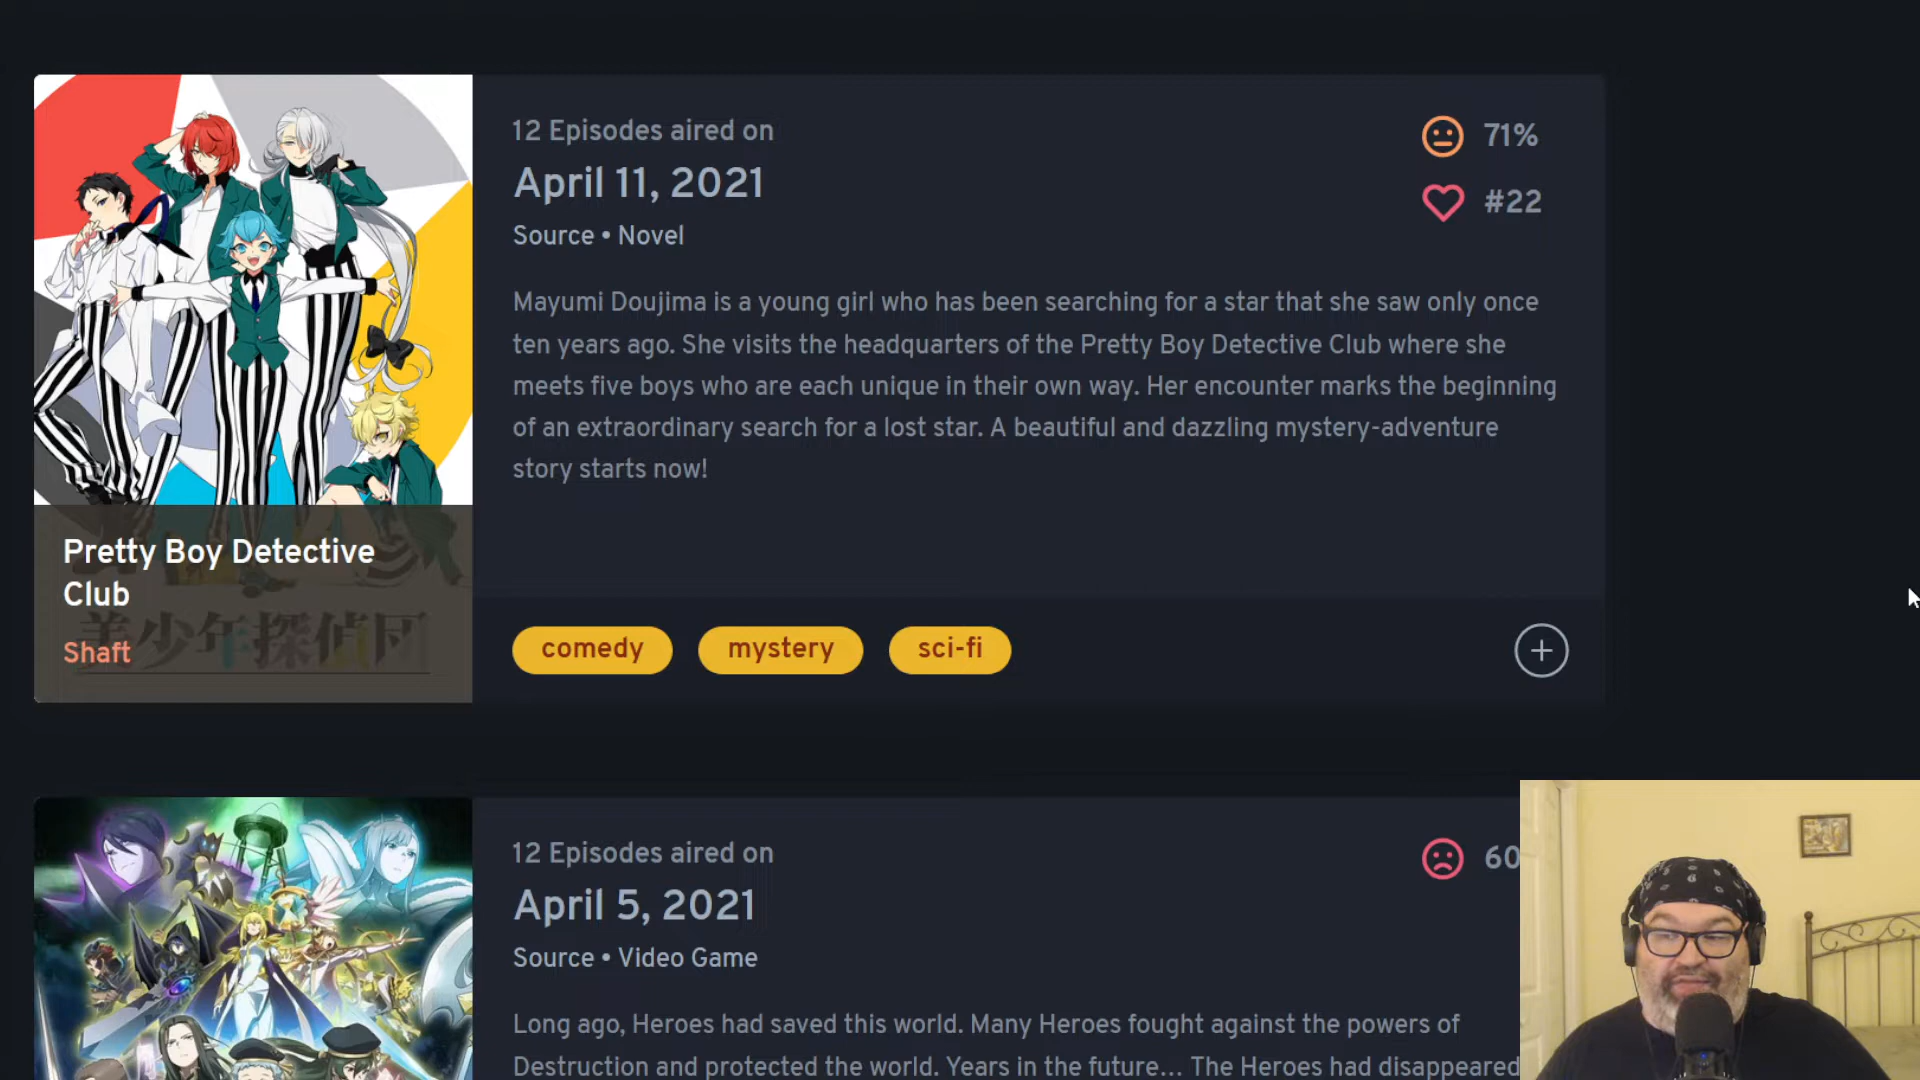 12 Episodes aired on
April 11, 2021
Source • Novel
71%
#22
Mayumi Doujima is a young girl who has been searching for a star that she saw only once
ten years ago. She visits the headquarters of the Pretty Boy Detective Club where she
meets five boys who are each unique in their own way. Her encounter marks the beginning
of an extraordinary search for a lost star. A beautiful and dazzling mystery-adventure
story starts now!
Pretty Boy Detective
Club
美少年探偵団
Shaft
comedy
mystery
sci-fi
12 Episodes aired on
April 5, 2021
Source • Video Game
60
Long ago, Heroes had saved this world. Many Heroes fought against the powers of
Destruction and protected the world. Years in the future... The Heroes had disappeared